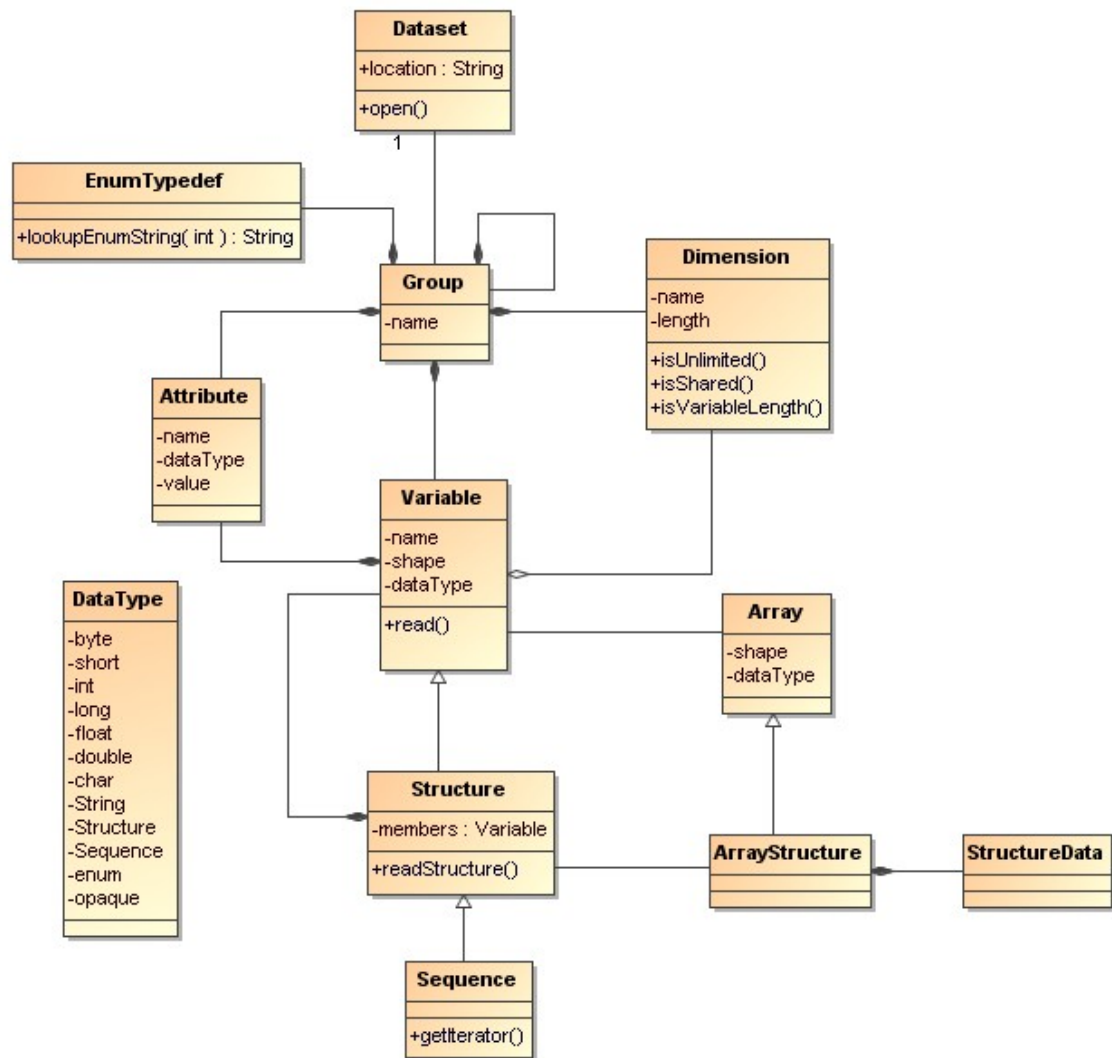 Dataset
+location : String
+open()
1
EnumTypedef
+lookupEnumString( int ) : String
Group
-name
Dimension
-name
-length
+isUnlimited()
+isShared()
+isVariableLength()
Attribute
-name
-dataType
-value
Variable
-name
-shape
-dataType
+read()
DataType
-byte
-short
-int
-long
-float
-double
-char
-String
-Structure
-Sequence
-enum
-opaque
Array
-shape
-dataType
Structure
-members : Variable
+readStructure()
ArrayStructure
StructureData
Sequence
+getIterator()